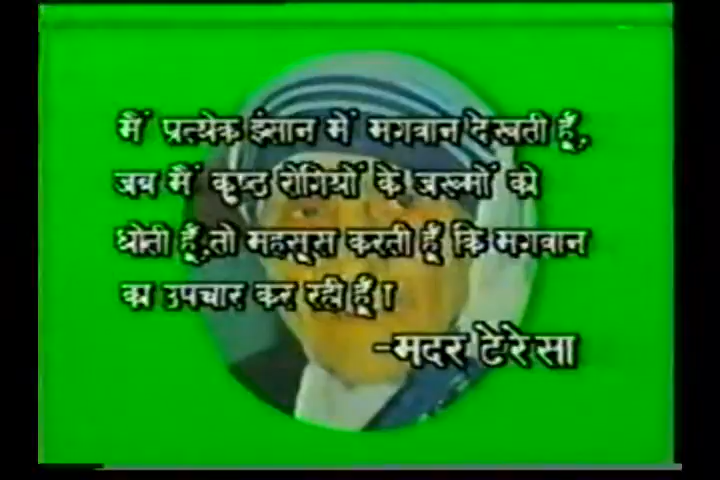 मैं प्रत्येक इंसान में भगवान देखती हूँ,
जब मैं कुष्ठ रोगियों के जख्मों को
धोती हूँ,तो महसूस करती हूँ कि भगवान
का उपचार कर रही हूँ।
-मदर टेरेसा